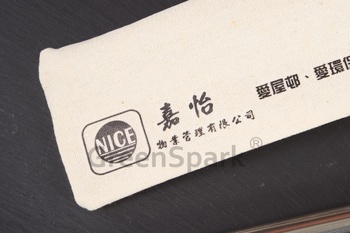 嘉怡
物業管理有限公司
愛屋邨、愛環保
NICE
GreenSpark®